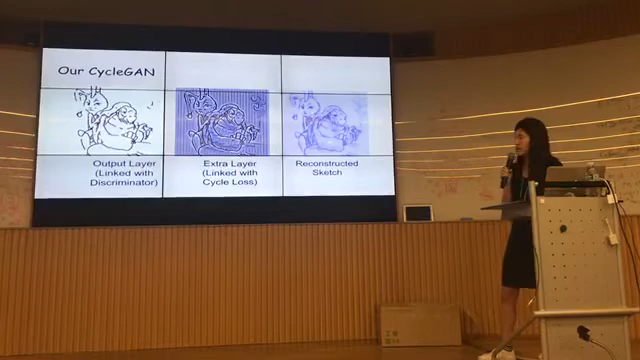 Our CycleGAN
Output Layer
(Linked with
Discriminator)
Extra Layer
(Linked with
Cycle Loss)
Reconstructed
Sketch